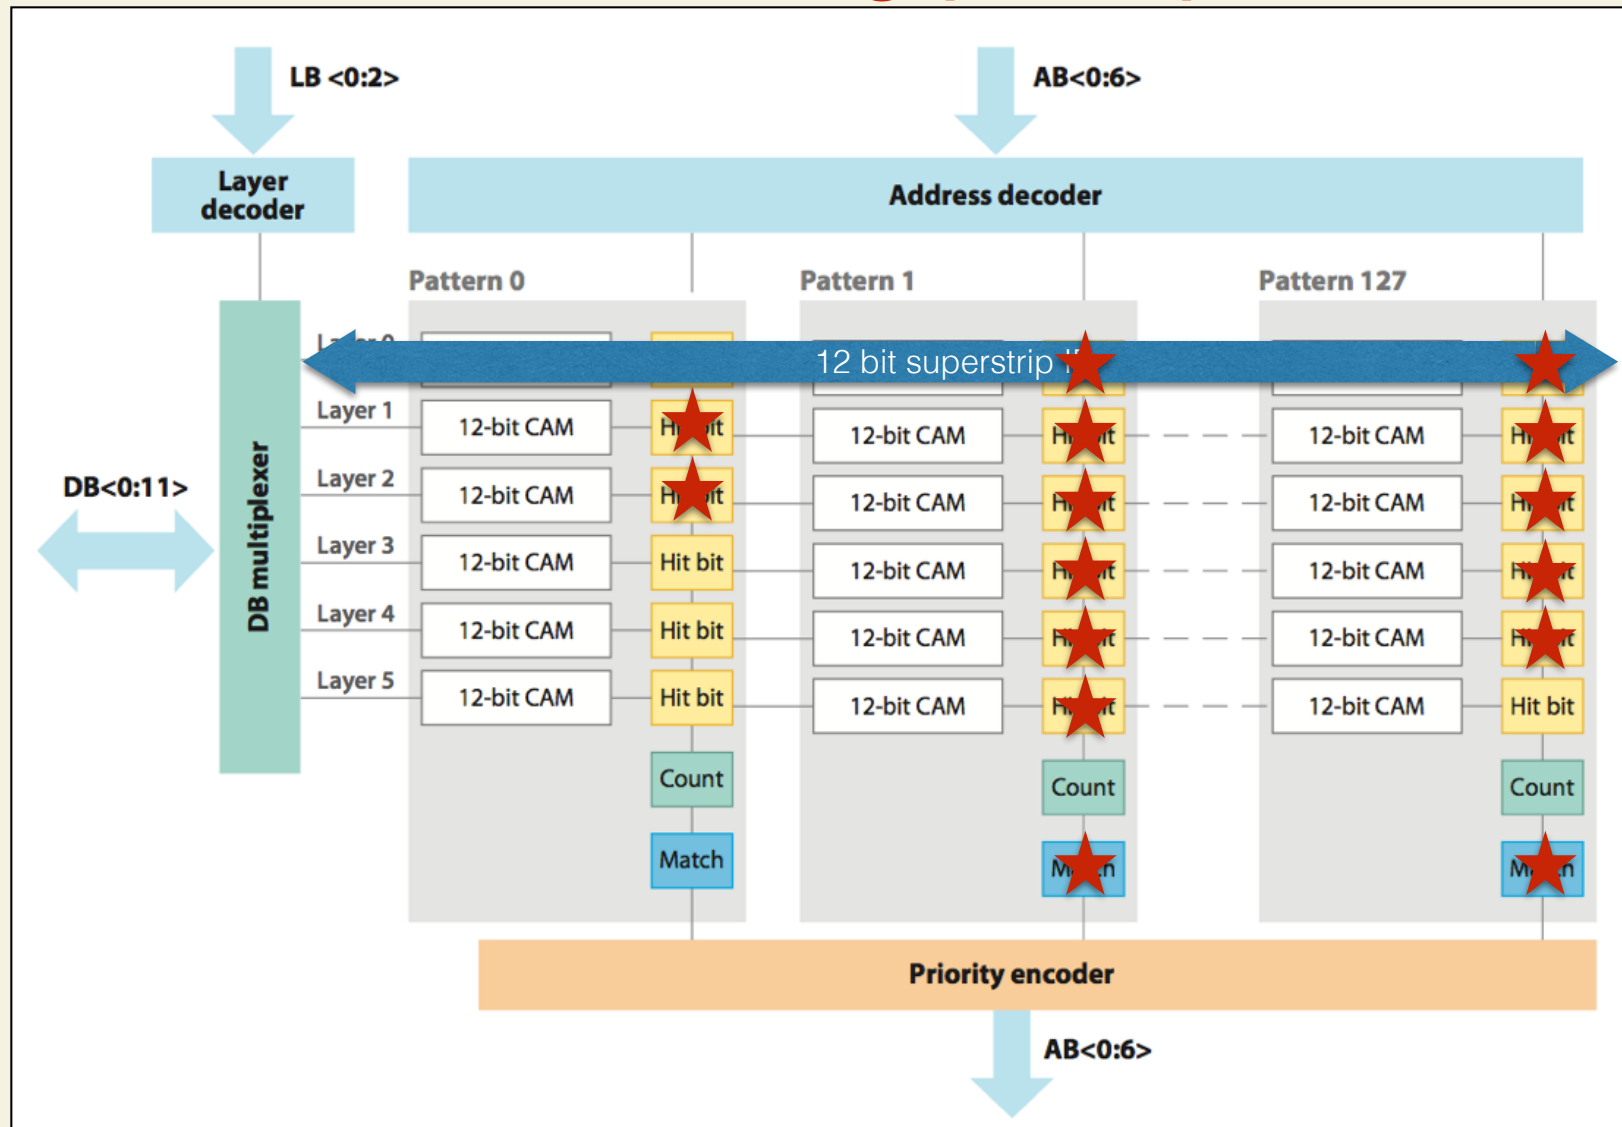 LB <0:2>
AB<0:6>
Layer
decoder
Address decoder
Pattern 0
Pattern 1
Pattern 127
12 bit superstrip
Layer 1
12-bit CAM
12-bit CAM
Hit bit
12-bit CAM
Hit bit
Layer 2
12-bit CAM
12-bit CAM
12-bit CAM
DB<0:11>
DB multiplexer
Layer 3
12-bit CAM
Hit bit
12-bit CAM
12-bit CAM
Layer 4
12-bit CAM
Hit bit
12-bit CAM
12-bit CAM
Layer 5
12-bit CAM
Hit bit
12-bit CAM
12-bit CAM
Hit bit
Count
Count
Count
Match
Priority encoder
AB<0:6>